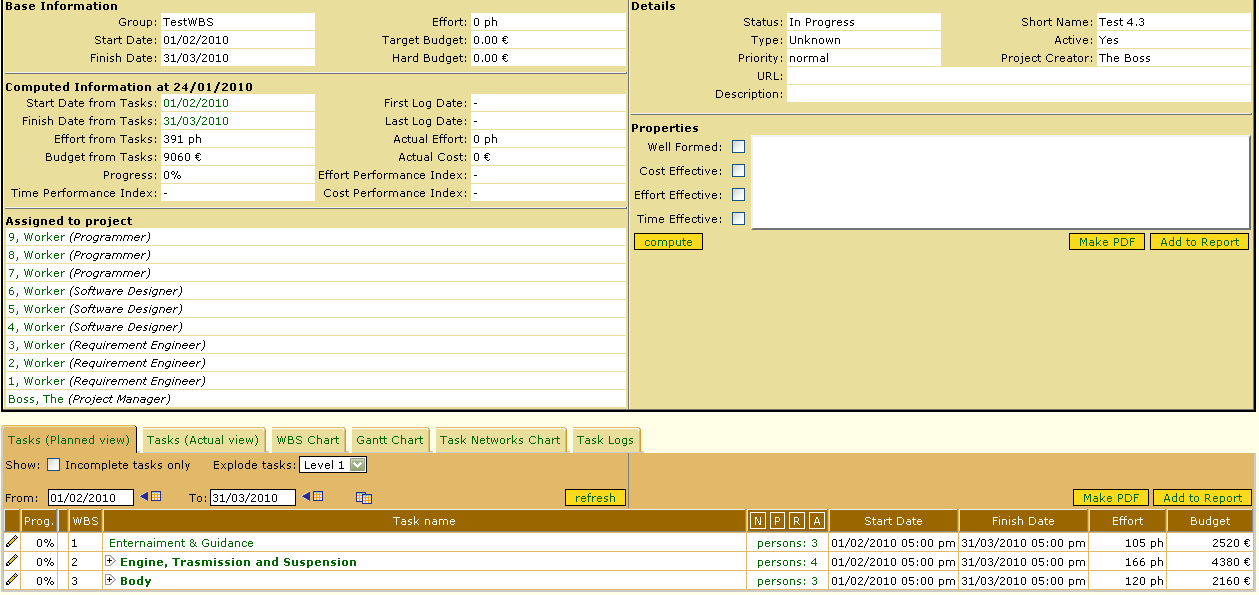 Base Information
Group: TestWBS Effort: 0 ph
Start Date: 01/02/2010 Target Budget: 0.00 €
Finish Date: 31/03/2010 Hard Budget: 0.00 €
Computed Information at 24/01/2010
Start Date from Tasks: 01/02/2010 First Log Date: -
Finish Date from Tasks: 31/03/2010 Last Log Date: -
Effort from Tasks: 391 ph Actual Effort: 0 ph
Budget from Tasks: 9060 € Actual Cost: 0 €
Progress: 0% Effort Performance Index: -
Time Performance Index: - Cost Performance Index: -
Assigned to project
9, Worker (Programmer)
8, Worker (Programmer)
7, Worker (Programmer)
6, Worker (Software Designer)
5, Worker (Software Designer)
4, Worker (Software Designer)
3, Worker (Requirement Engineer)
2, Worker (Requirement Engineer)
1, Worker (Requirement Engineer)
Boss, The (Project Manager)
Details
Status: In Progress Short Name: Test 4.3
Type: Unknown Active: Yes
Priority: normal Project Creator: The Boss
URL:
Description:
Properties
Well Formed:
Cost Effective:
Effort Effective:
Time Effective:
compute Make PDF Add to Report
Tasks (Planned view) Tasks (Actual view) WBS Chart Gantt Chart Task Networks Chart Task Logs
Show: Incomplete tasks only Explode tasks: Level 1
From: 01/02/2010 To: 31/03/2010 refresh Make PDF Add to Report
Prog. WBS Task name N P R A Start Date Finish Date Effort Budget
0% 1 Enternaiment & Guidance persons: 3 01/02/2010 05:00 pm 31/03/2010 05:00 pm 105 ph 2520 €
0% 2 Engine, Trasmission and Suspension persons: 4 01/02/2010 05:00 pm 31/03/2010 05:00 pm 166 ph 4380 €
0% 3 Body persons: 3 01/02/2010 05:00 pm 31/03/2010 05:00 pm 120 ph 2160 €